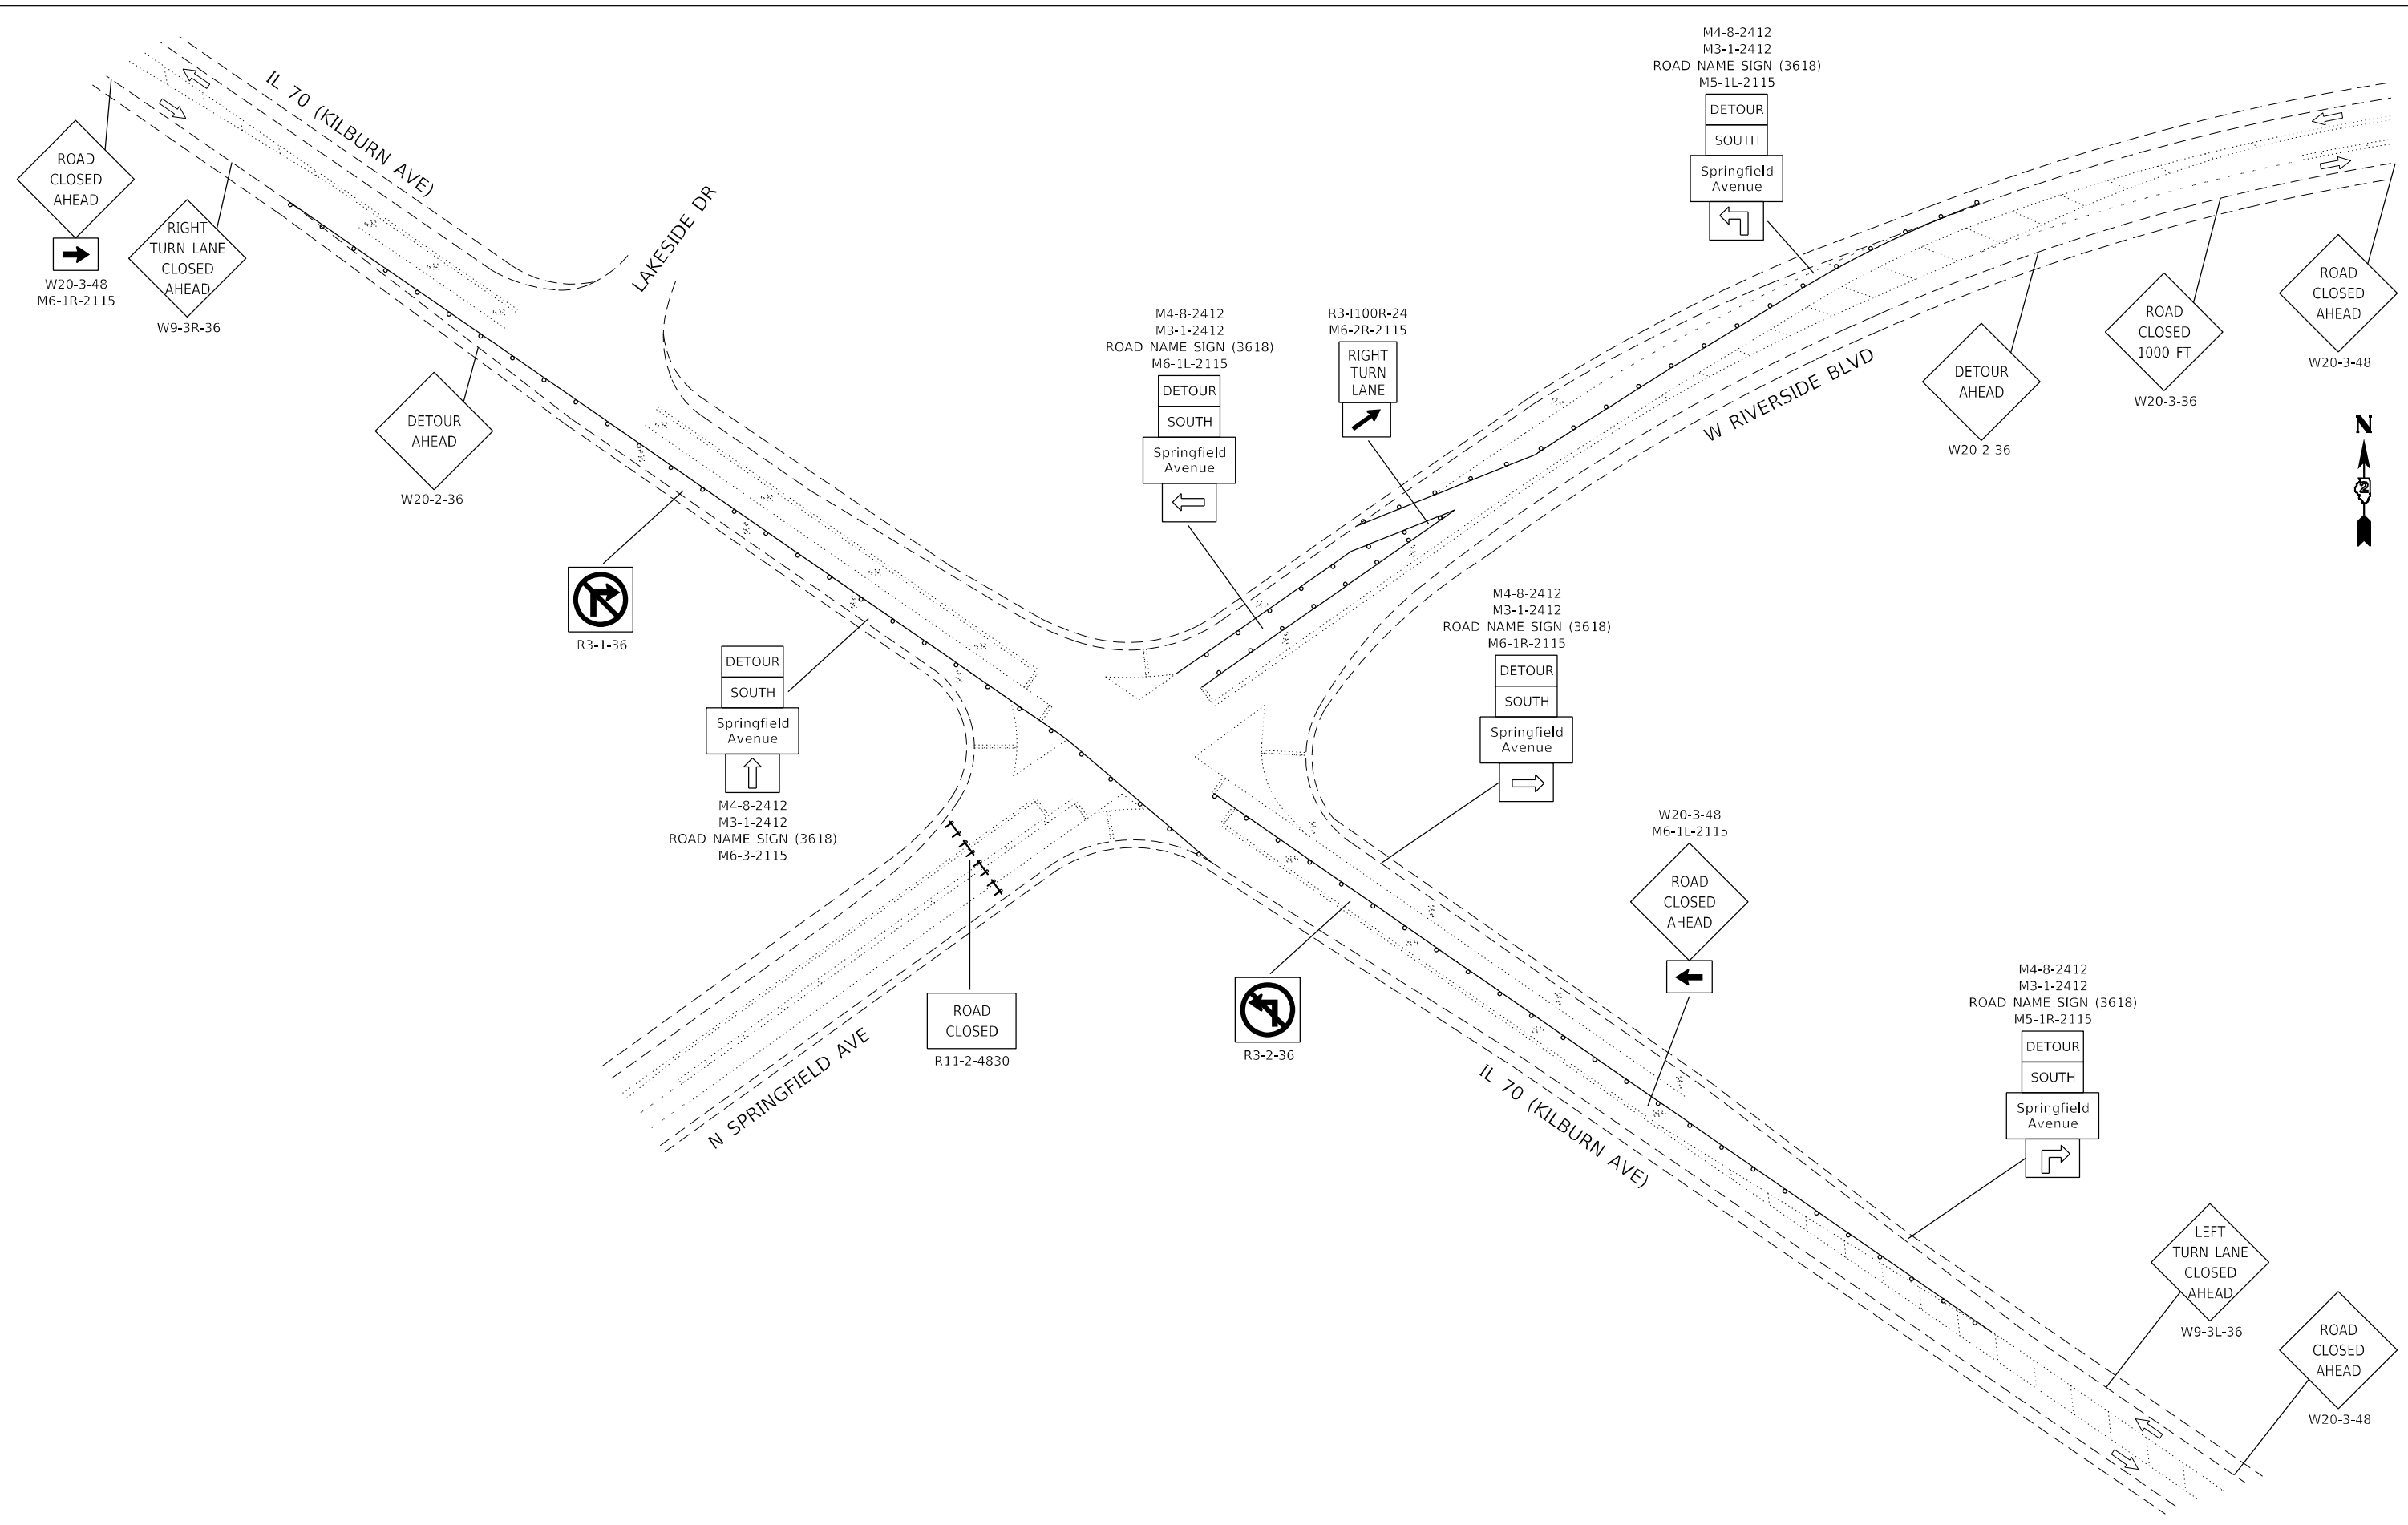 M4-8-2412
M3-1-2412
ROAD NAME SIGN (3618)
M5-1L-2115
DETOUR
SOUTH
Springfield
Avenue
IL 70 (KILBURN AVE)
LAKESIDE DR
ROAD
CLOSED
AHEAD
W20-3-48
M6-1R-2115
RIGHT
TURN LANE
CLOSED
AHEAD
W9-3R-36
DETOUR
AHEAD
W20-2-36
R3-1-36
M4-8-2412
M3-1-2412
ROAD NAME SIGN (3618)
M6-1L-2115
DETOUR
SOUTH
Springfield
Avenue
R3-I100R-24
M6-2R-2115
RIGHT
TURN
LANE
W RIVERSIDE BLVD
DETOUR
AHEAD
W20-2-36
ROAD
CLOSED
1000 FT
W20-3-36
ROAD
CLOSED
AHEAD
W20-3-48
N
2
DETOUR
SOUTH
Springfield
Avenue
M4-8-2412
M3-1-2412
ROAD NAME SIGN (3618)
M6-3-2115
M4-8-2412
M3-1-2412
ROAD NAME SIGN (3618)
M6-1R-2115
DETOUR
SOUTH
Springfield
Avenue
W20-3-48
M6-1L-2115
ROAD
CLOSED
AHEAD
N SPRINGFIELD AVE
ROAD
CLOSED
R11-2-4830
R3-2-36
IL 70 (KILBURN AVE)
M4-8-2412
M3-1-2412
ROAD NAME SIGN (3618)
M5-1R-2115
DETOUR
SOUTH
Springfield
Avenue
LEFT
TURN LANE
CLOSED
AHEAD
W9-3L-36
ROAD
CLOSED
AHEAD
W20-3-48